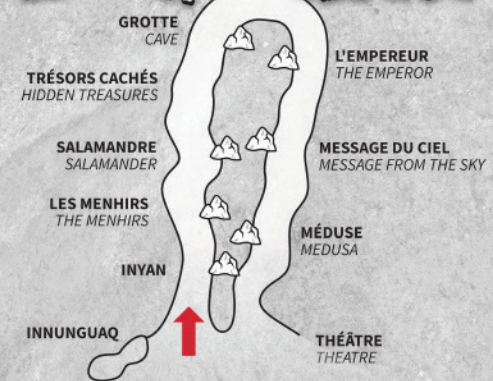 GROTTE
CAVE
L'EMPEREUR
THE EMPEROR
TRÉSORS CACHÉS
HIDDEN TREASURES
SALAMANDRE
SALAMANDER
MESSAGE DU CIEL
MESSAGE FROM THE SKY
LES MENHIRS
THE MENHIRS
MÉDUSE
MEDUSA
INYAN
INNUNGUAQ
THÉÂTRE
THEATRE